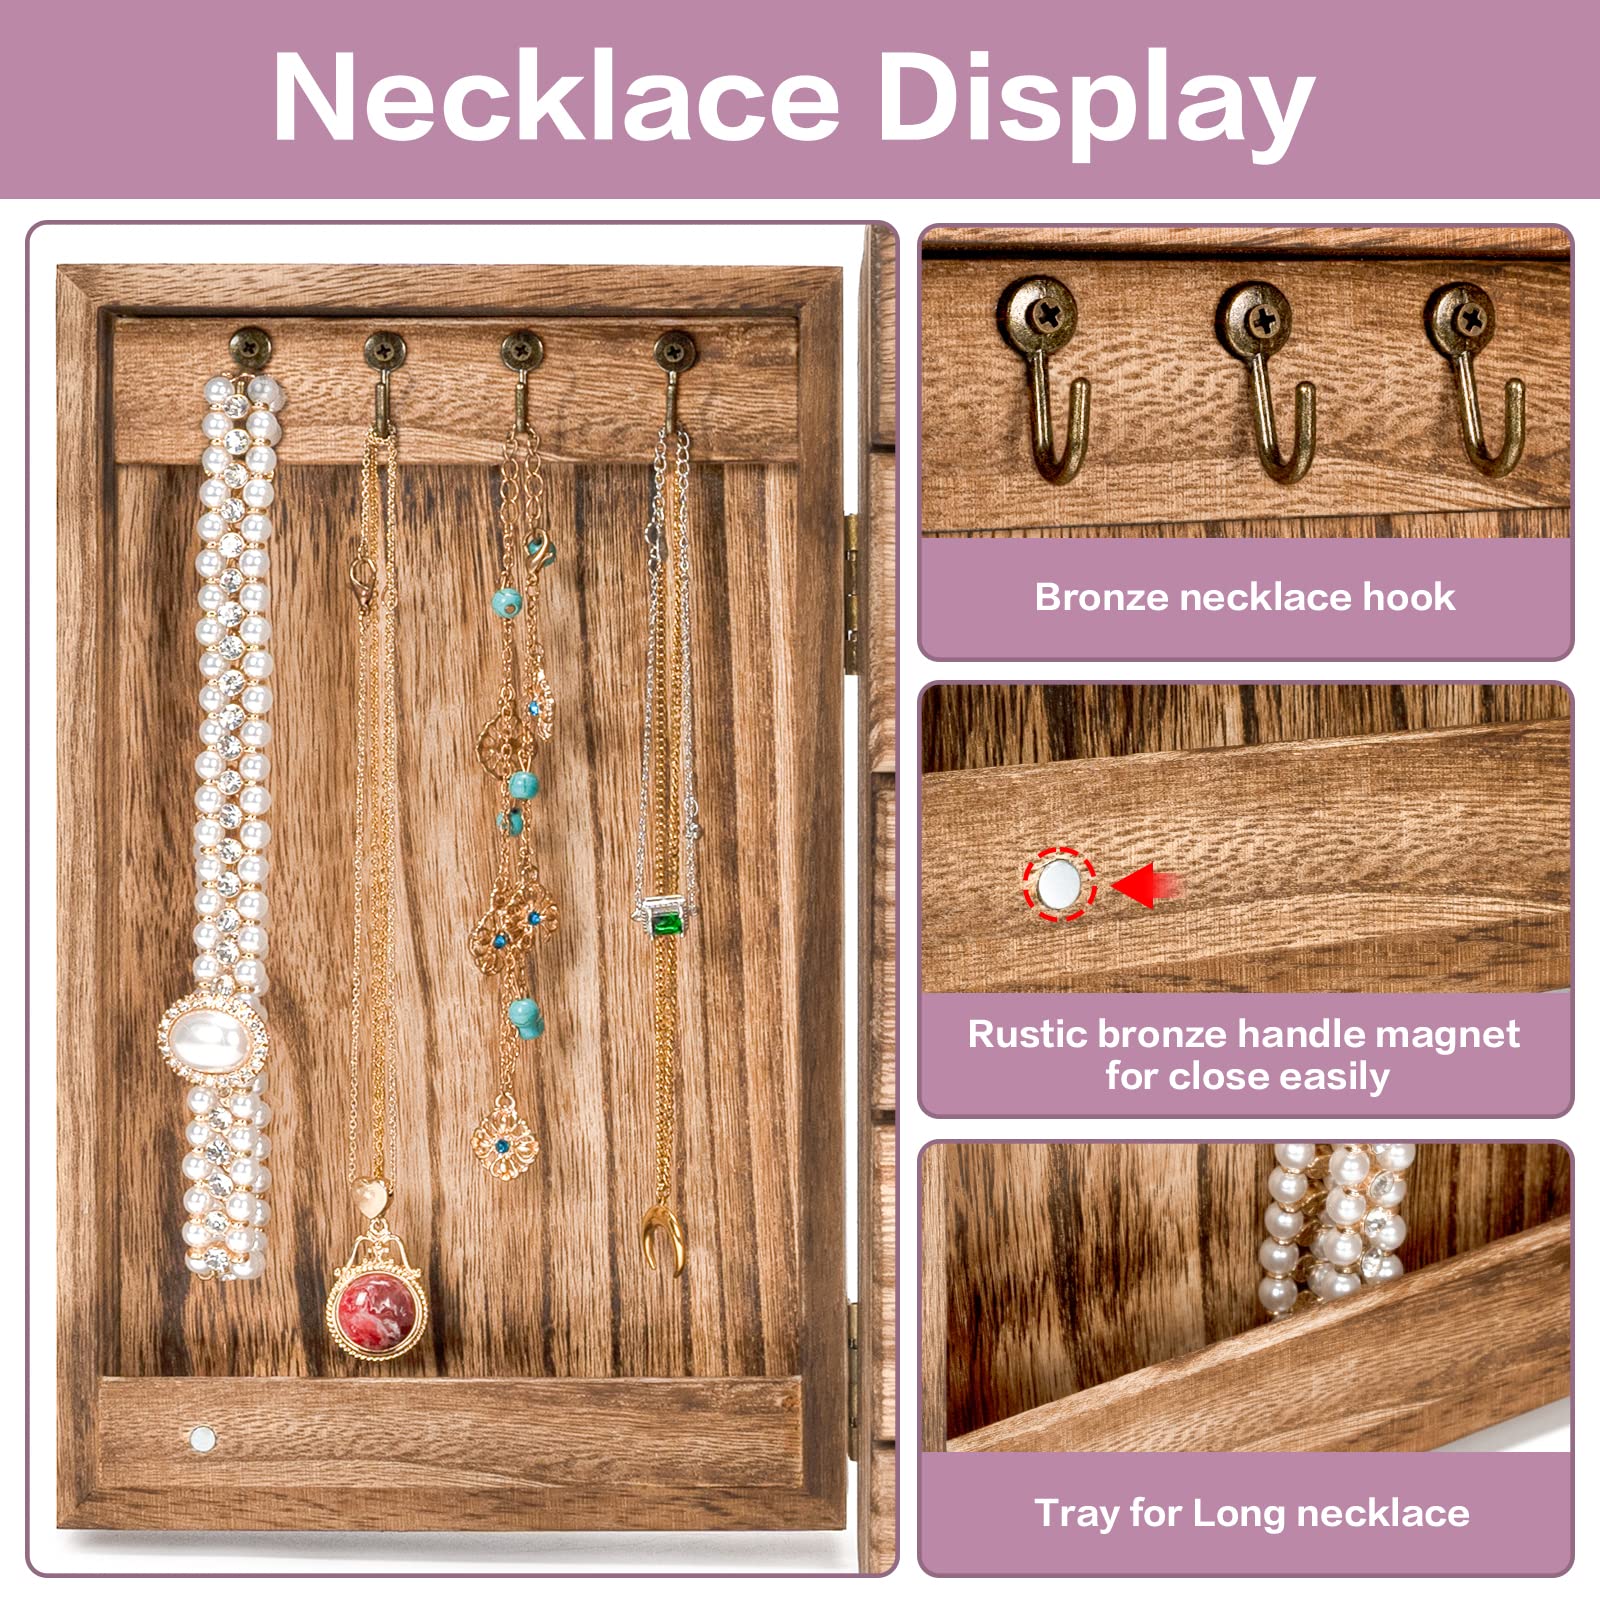 Necklace Display
Bronze necklace hook
Rustic bronze handle magnet
for close easily
Tray for Long necklace